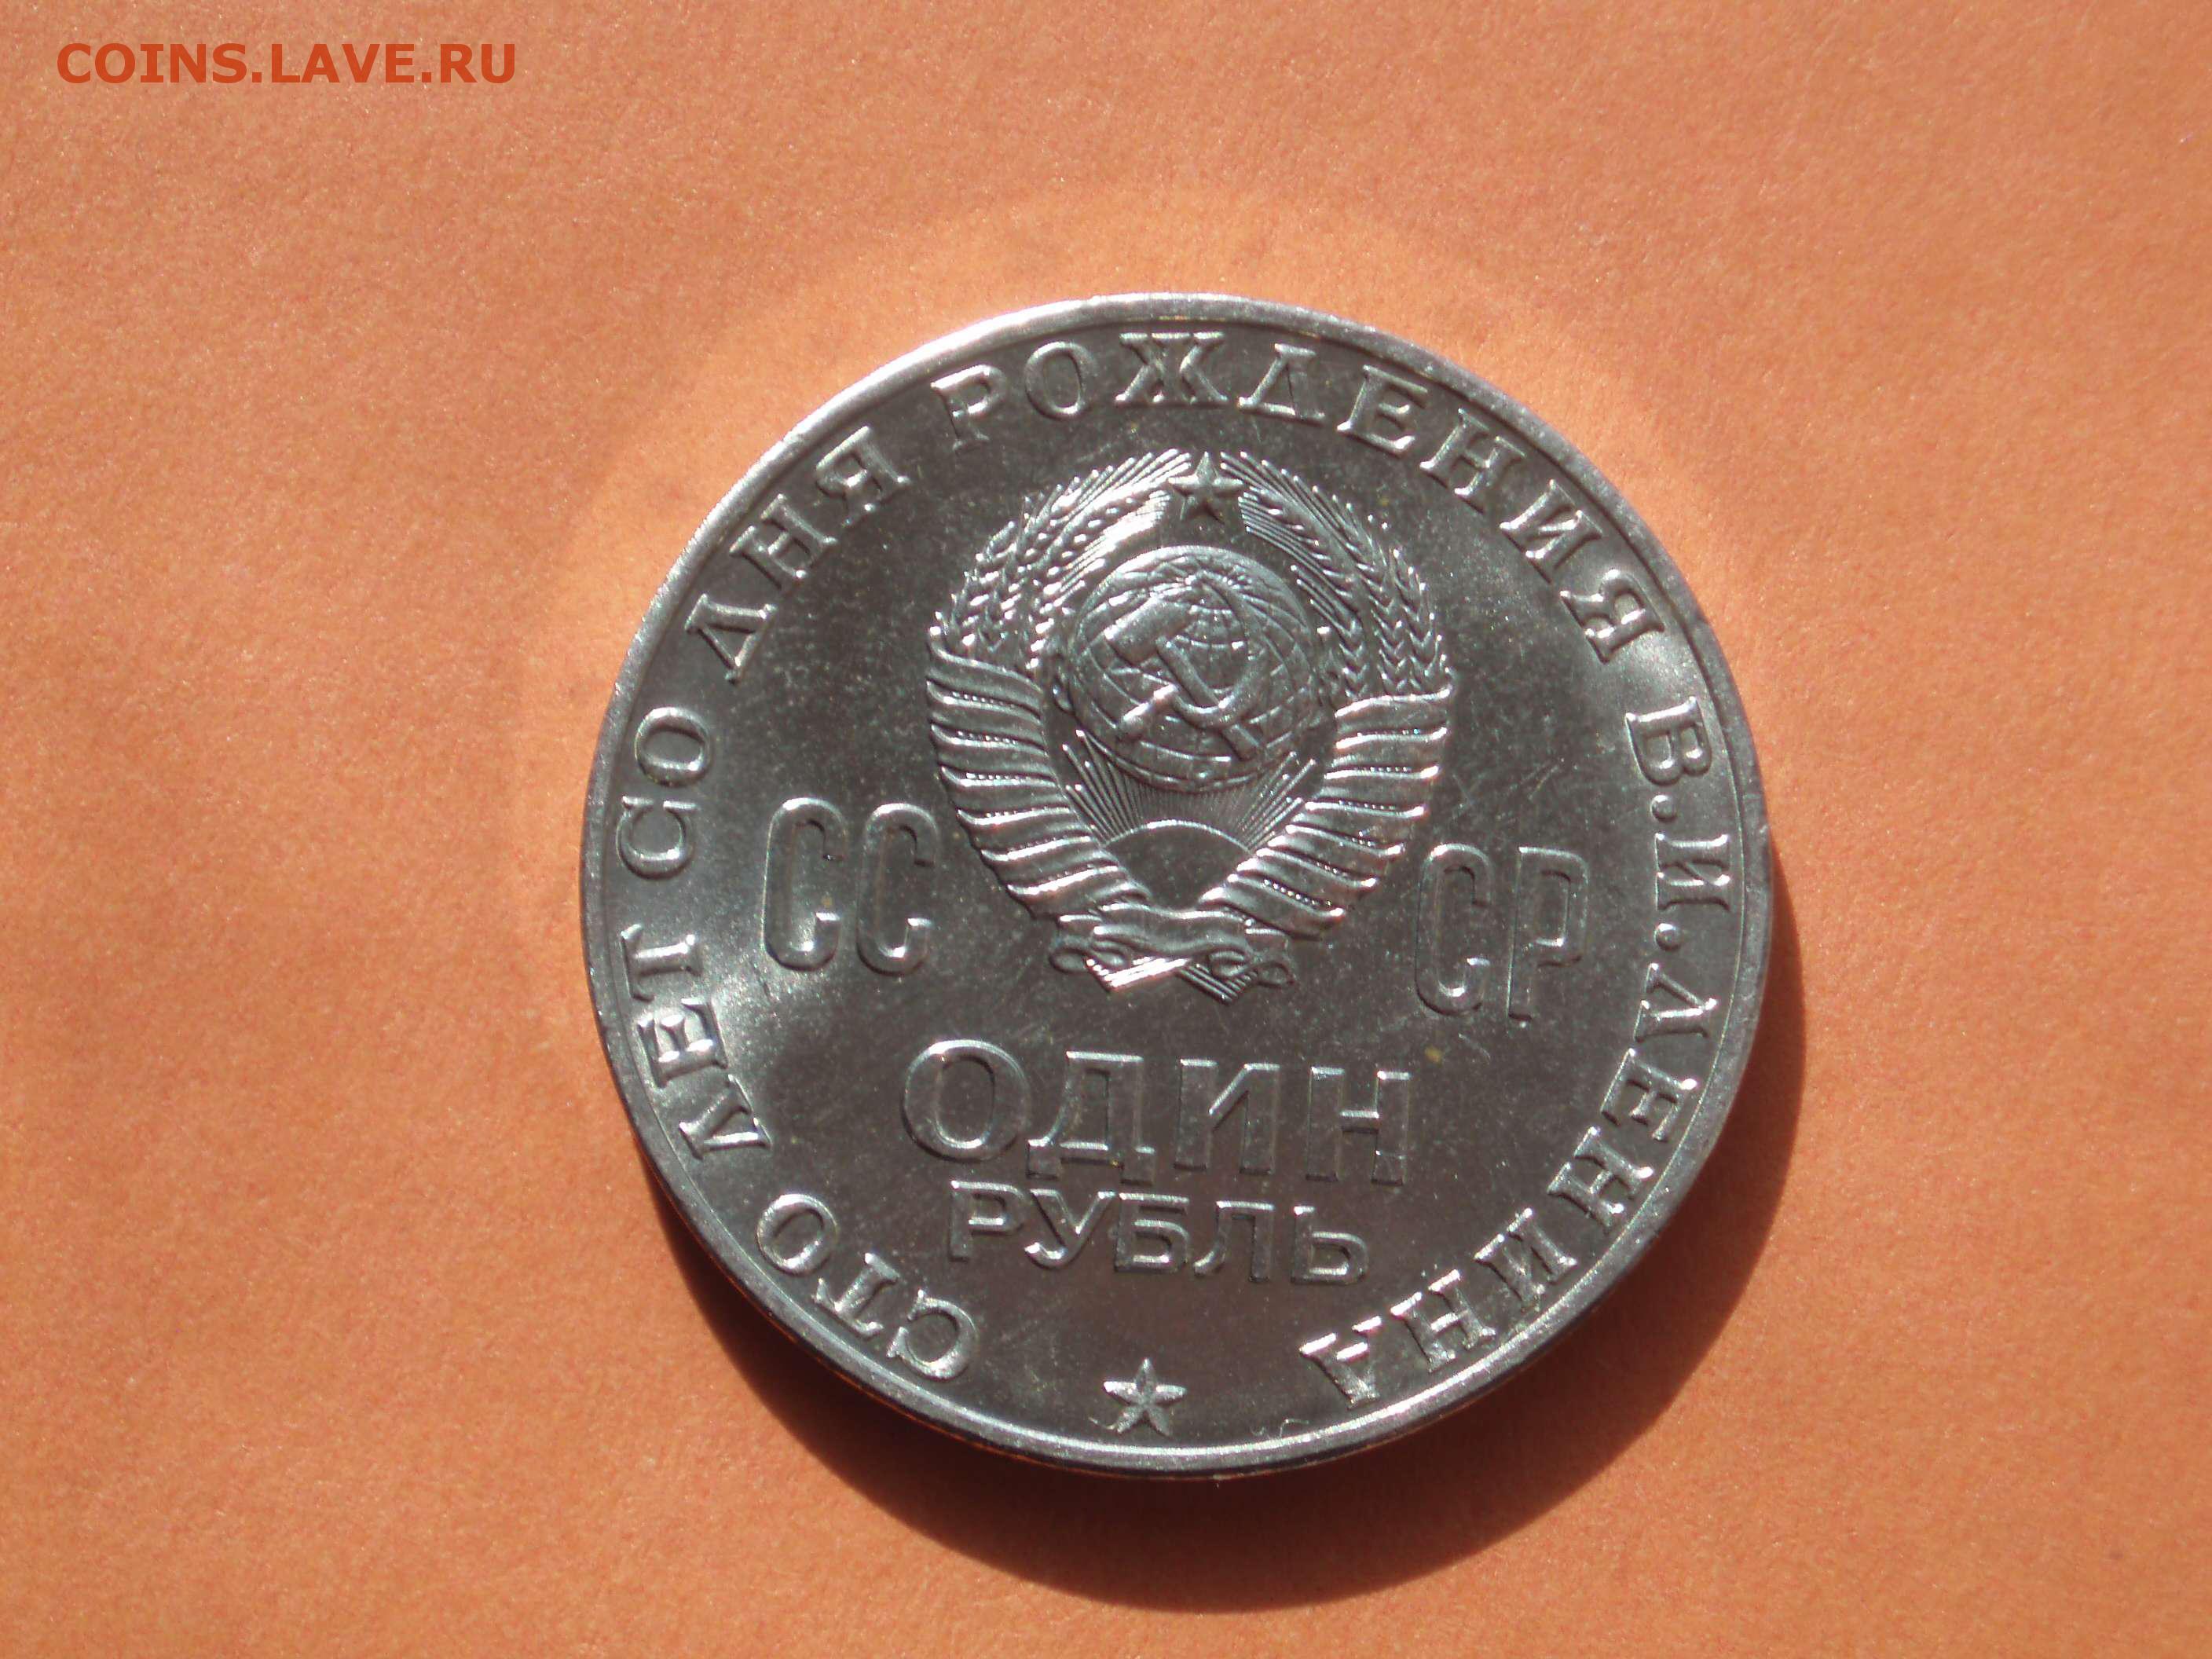 COINS.LAVE.RU
СТО ЛЕТ СО ДНЯ РОЖДЕНИЯ В.И.ЛЕНИНА
СС СР
ОДИН
РУБЛЬ